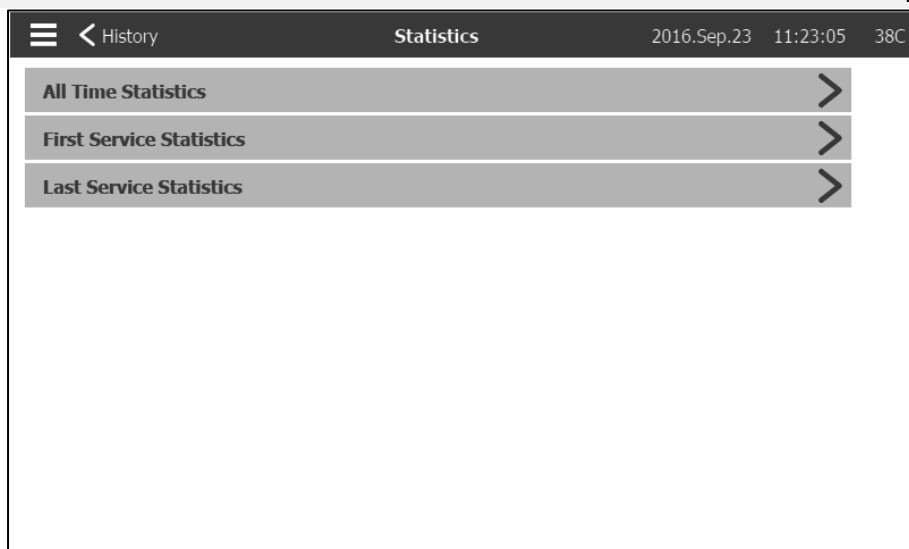 History Statistics 2016.Sep.23 11:23:05 38C
All Time Statistics
First Service Statistics
Last Service Statistics